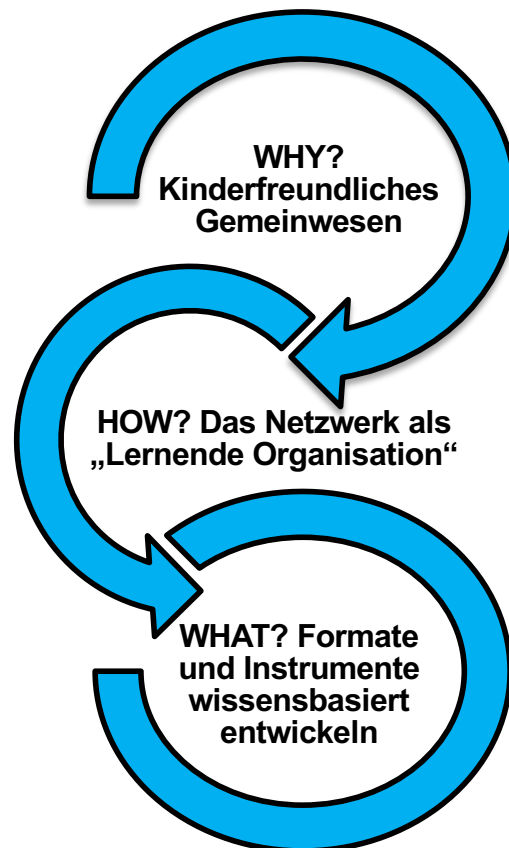 WHY?
Kinderfreundliches
Gemeinwesen
HOW? Das Netzwerk als
„Lernende Organisation“
WHAT? Formate
und Instrumente
wissensbasiert
entwickeln